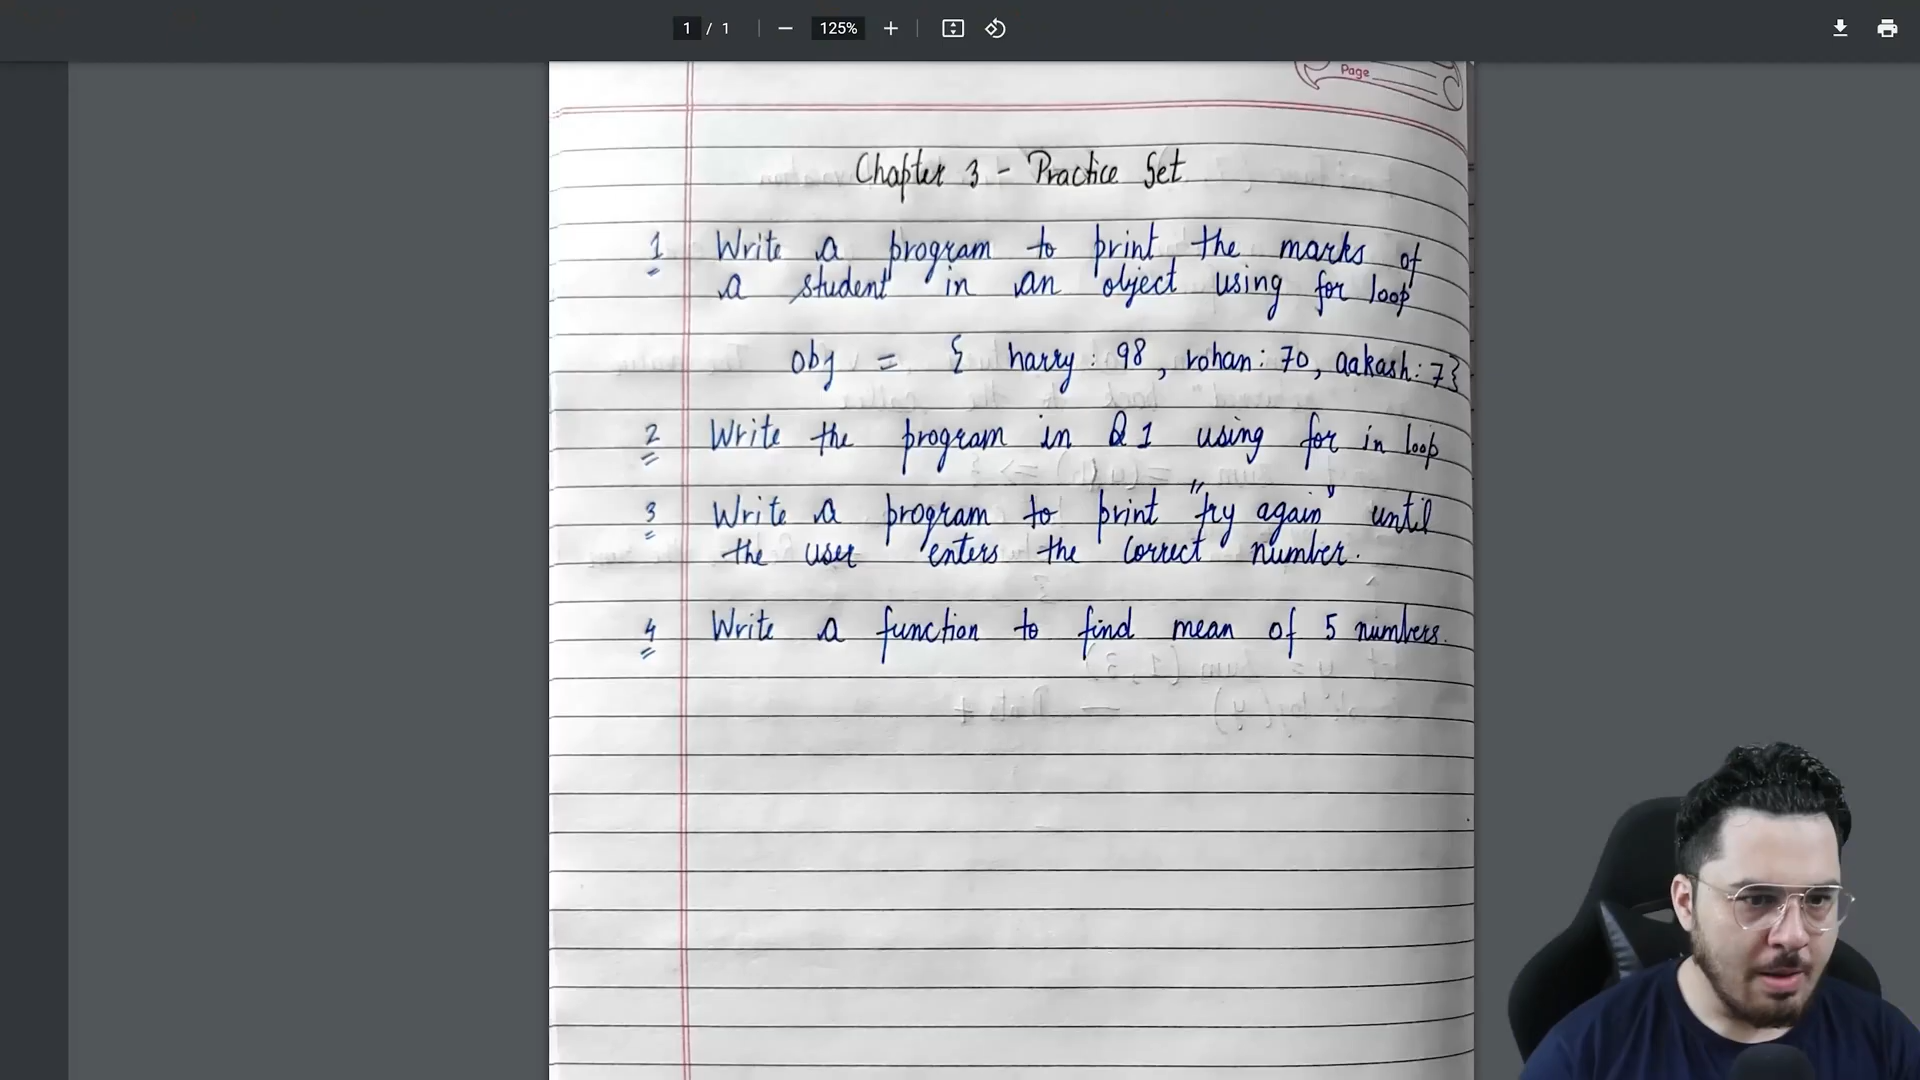 1 / 1 125%
Page
Chapter 3 - Practice Set
1 Write a program to print the marks of
a student in an object using for loop
obj = { harry: 98, rohan: 70, aakash: 7}
2 Write the program in Q1 using for in loop
3 Write a program to print "try again" until
the user enters the correct number.
4 Write a function to find mean of 5 numbers.